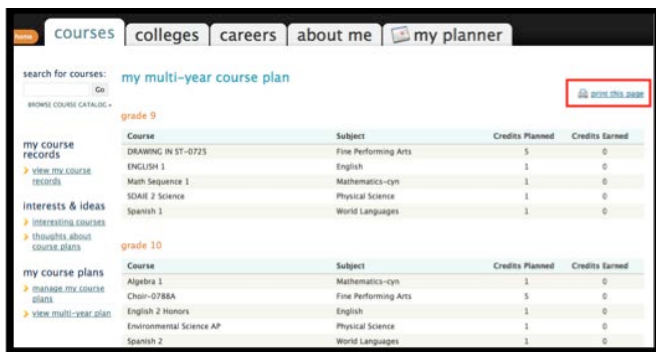 home courses colleges careers about me my planner
search for courses:
Go
BROWSE COURSE CATALOG »
my course
records
view my course
records
interests & ideas
interesting courses
thoughts about
course plans
my course plans
manage my course
plans
view multi-year plan
my multi-year course plan
print this page
grade 9
Course Subject Credits Planned Credits Earned
DRAWING IN ST-0725 Fine Performing Arts 5 0
ENGLISH 1 English 1 0
Math Sequence 1 Mathematics-cyn 1 0
SDAIE 2 Science Physical Science 1 0
Spanish 1 World Languages 1 0
grade 10
Course Subject Credits Planned Credits Earned
Algebra 1 Mathematics-cyn 1 0
Choir-0788A Fine Performing Arts 5 0
English 2 Honors English 1 0
Environmental Science AP Physical Science 1 0
Spanish 2 World Languages 1 0